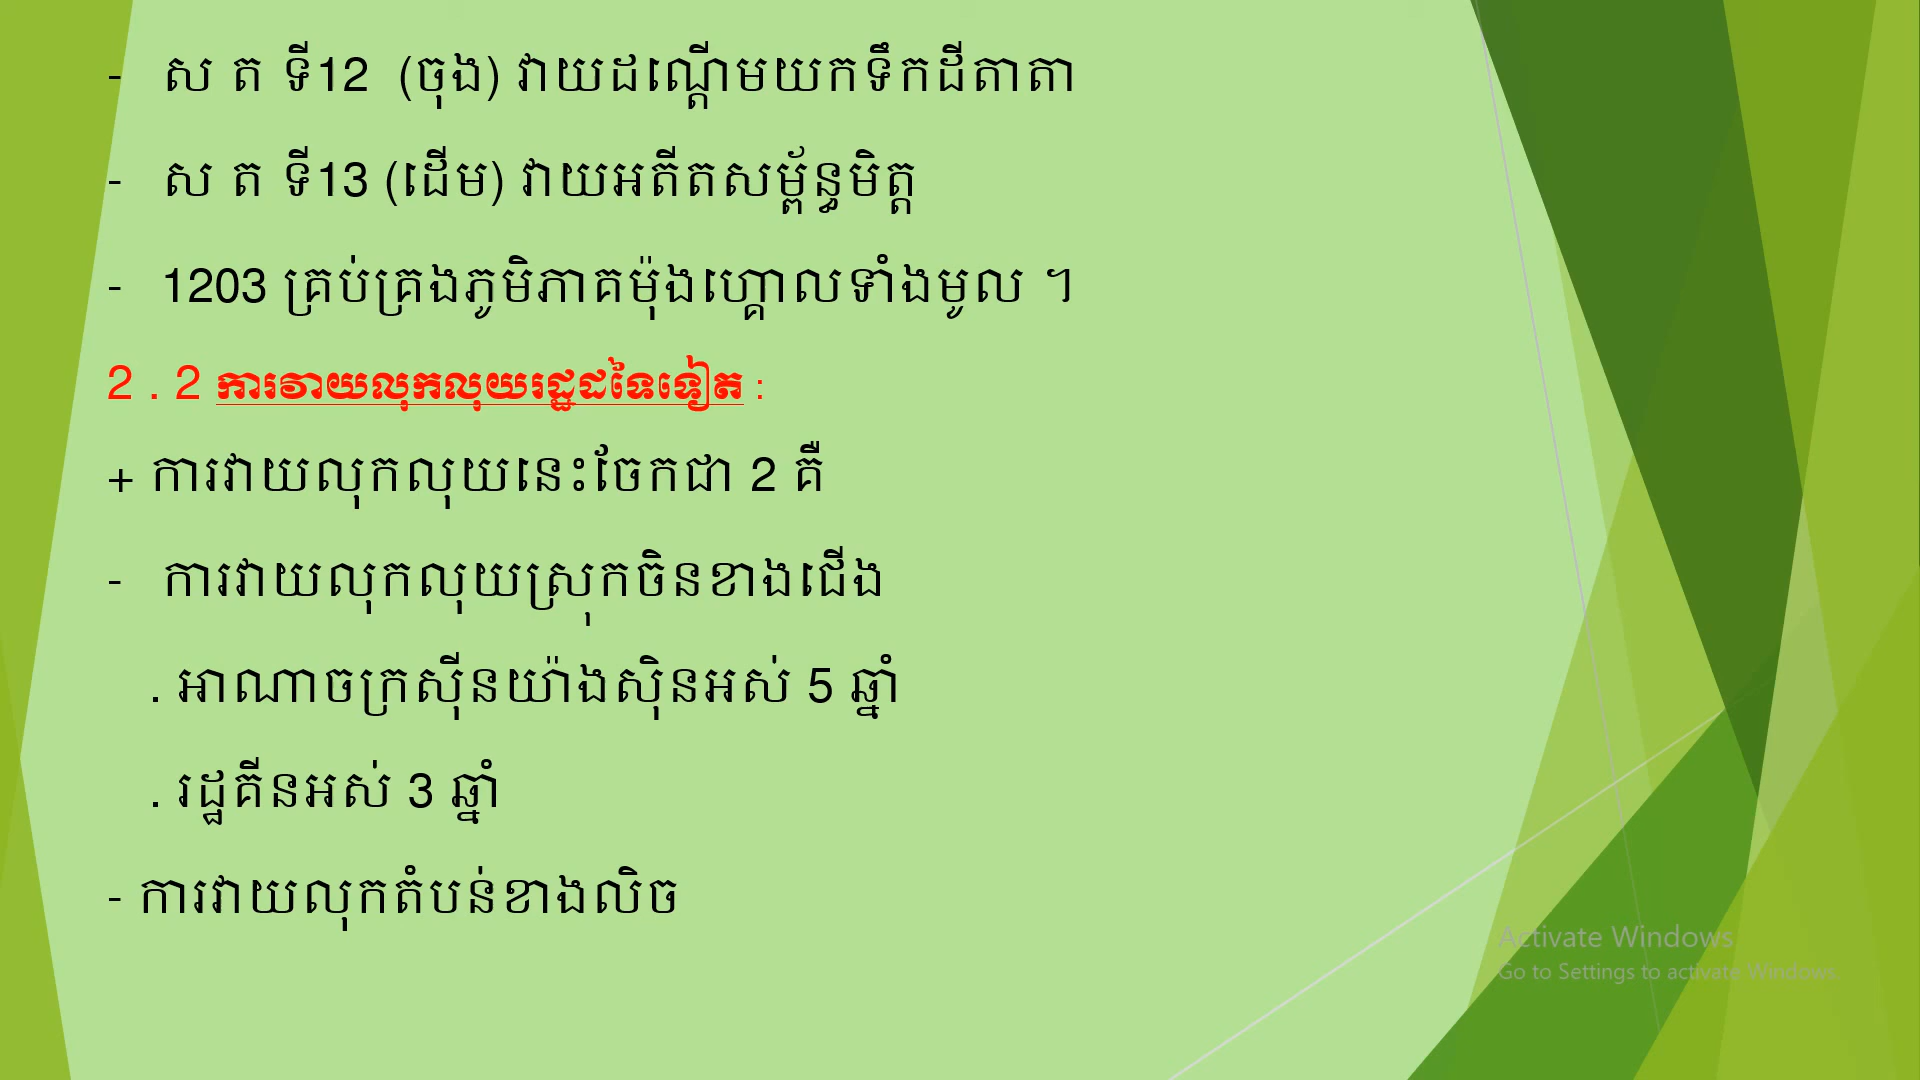 - ស ត ទី12 (ចុង) វាយដណ្តើមយកទឹកដីតាតា
- ស ត ទី13 (ដើម) វាយអតីតសម្ព័ន្ធមិត្ត
- 1203 គ្រប់គ្រងភូមិភាគម៉ុងហ្គោលទាំងមូល ។
2 . 2 ការវាយលុកលុយរដ្ឋដទៃទៀត :
+ ការវាយលុកលុយនេះចែកជា 2 គឺ
- ការវាយលុកលុយស្រុកចិនខាងជើង
. អាណាចក្រស៊ីនយ៉ាងស៊ិនអស់ 5 ឆ្នាំ
. រដ្ឋគីនអស់ 3 ឆ្នាំ
- ការវាយលុកតំបន់ខាងលិច
Activate Windows
Go to Settings to activate Windows.